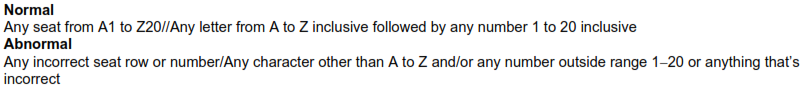 Normal
Any seat from A1 to Z20//Any letter from A to Z inclusive followed by any number 1 to 20 inclusive
Abnormal
Any incorrect seat row or number/Any character other than A to Z and/or any number outside range 1–20 or anything that's
incorrect